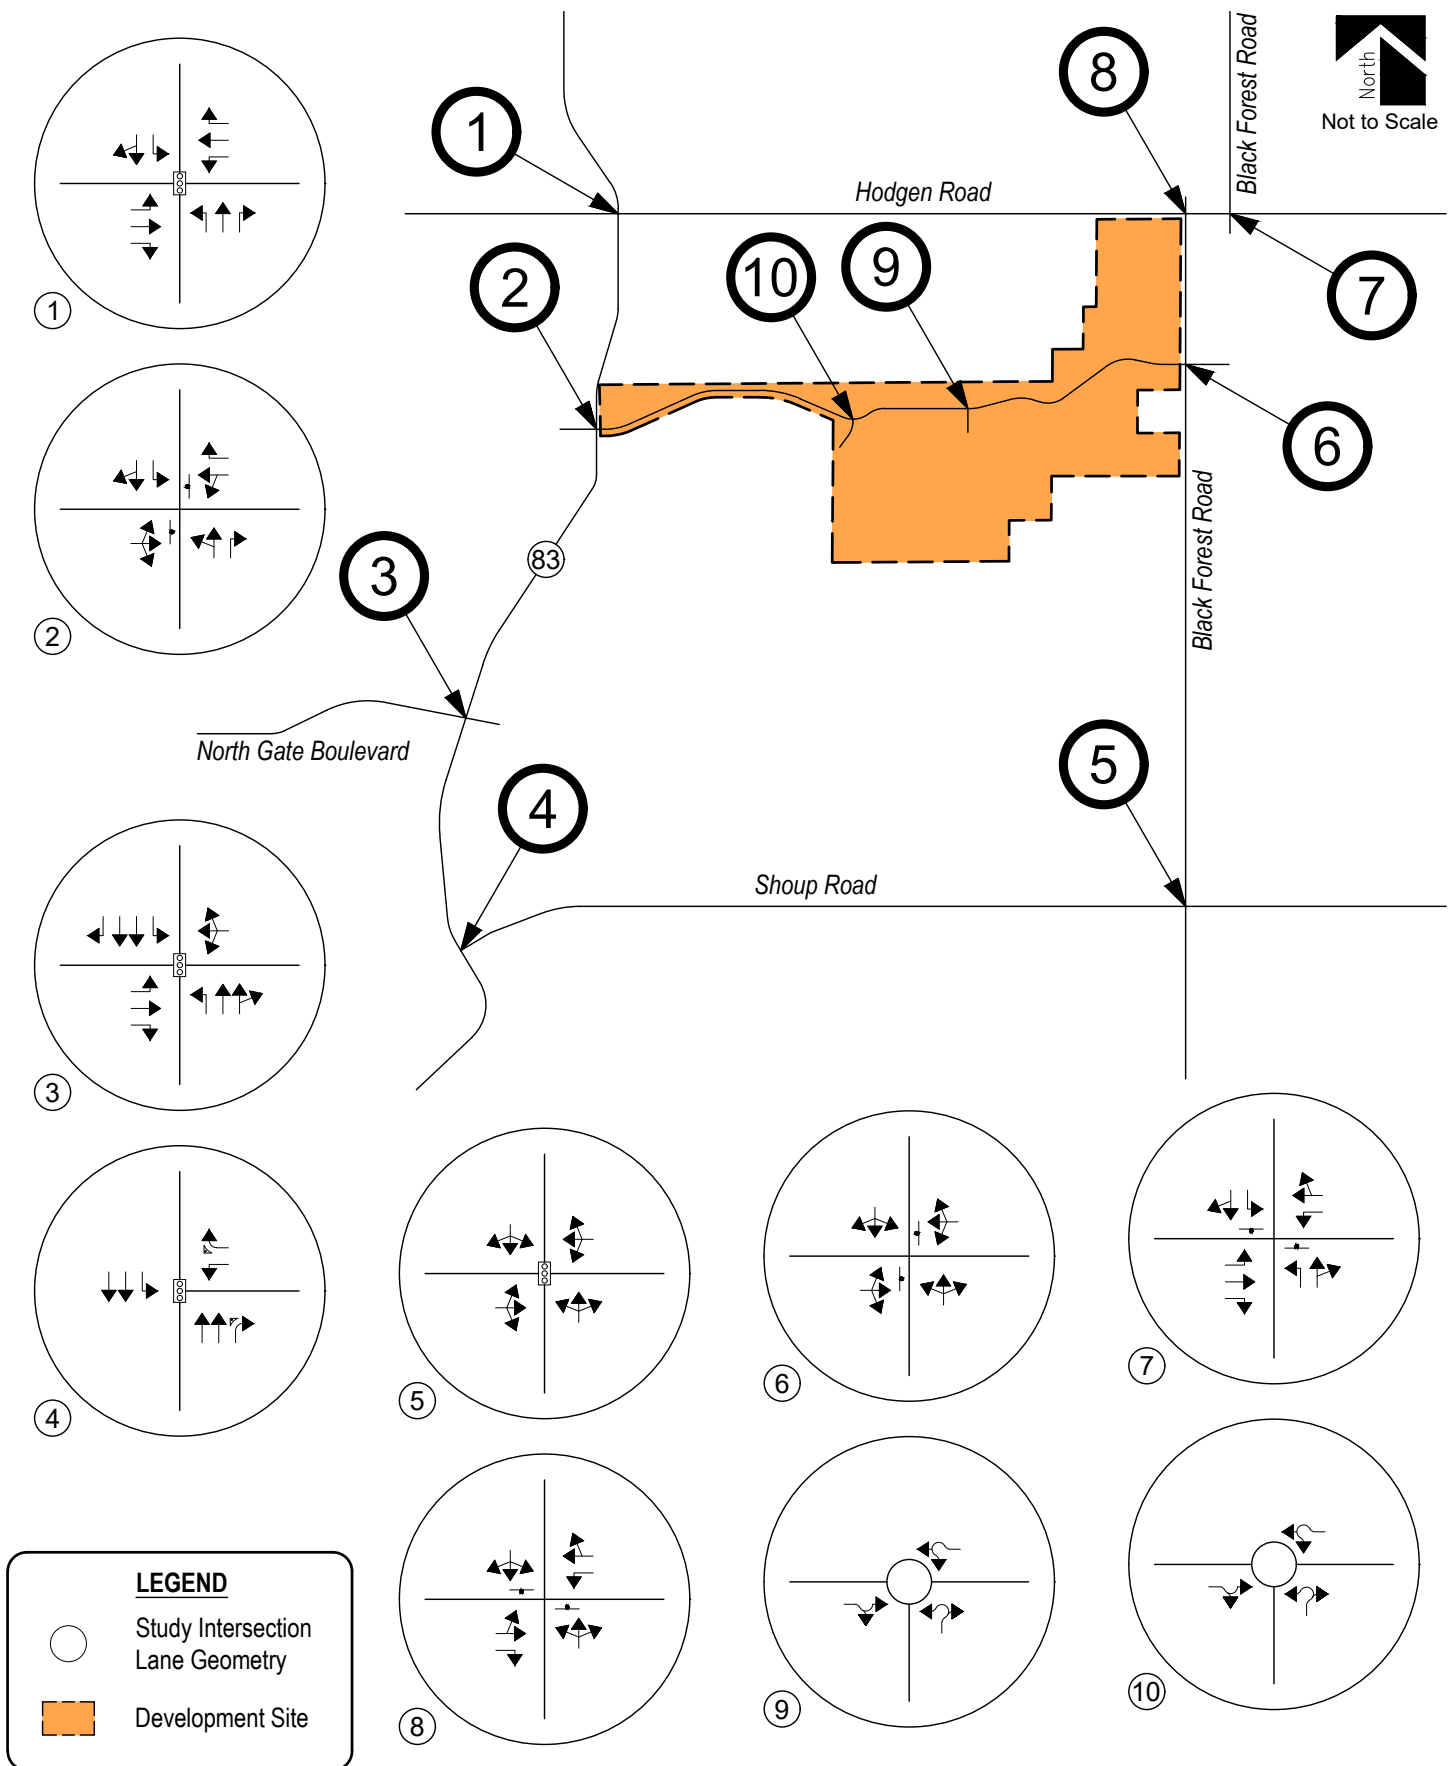 Black Forest Road
North
Not to Scale
8
1
Hodgen Road
1
2
10
9
7
6
2
83
3
Black Forest Road
North Gate Boulevard
4
5
3
Shoup Road
4
5
6
7
LEGEND
Study Intersection
Lane Geometry
Development Site
8
9
10